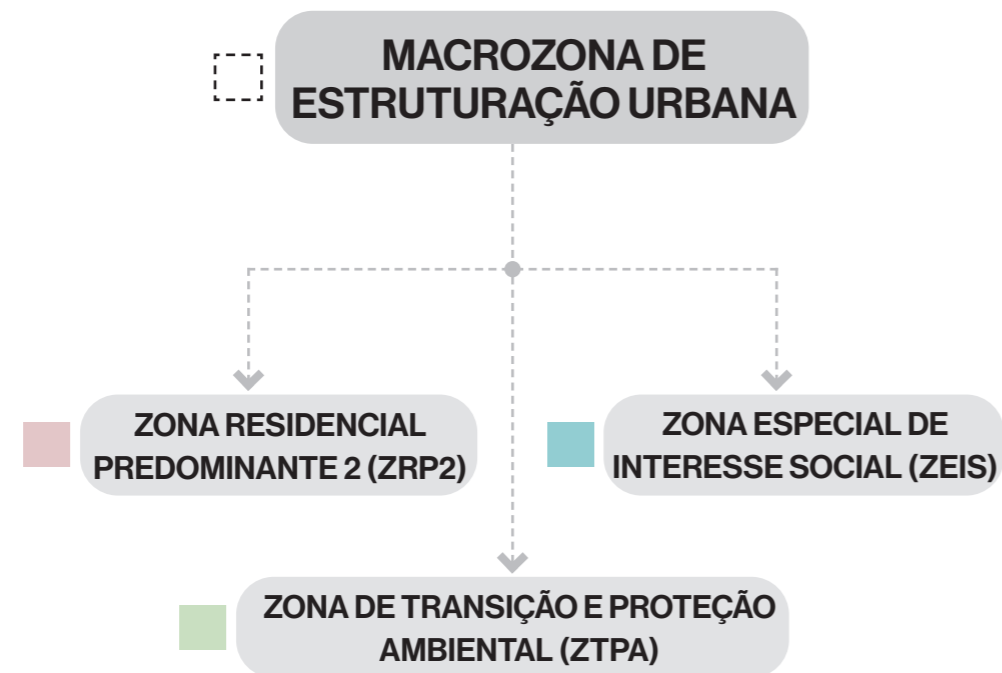 MACROZONA DE
ESTRUTURAÇÃO URBANA
ZONA RESIDENCIAL
PREDOMINANTE 2 (ZRP2)
ZONA ESPECIAL DE
INTERESSE SOCIAL (ZEIS)
ZONA DE TRANSIÇÃO E PROTEÇÃO
AMBIENTAL (ZTPA)